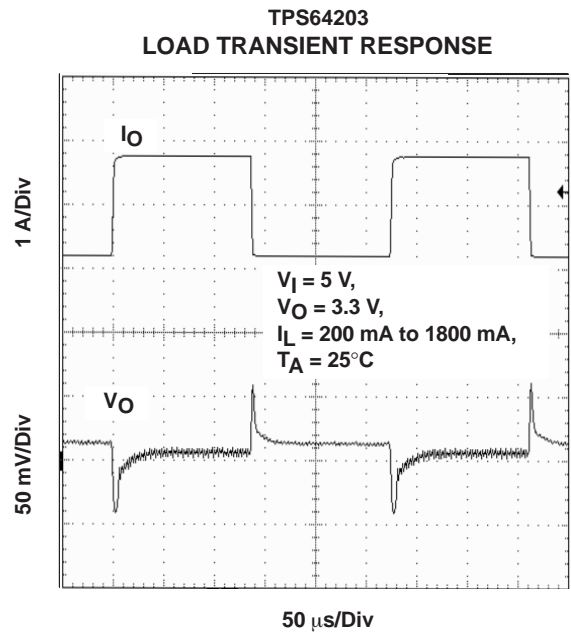 TPS64203
LOAD TRANSIENT RESPONSE
IO
1 A/Div
VI = 5 V,
VO = 3.3 V,
IL = 200 mA to 1800 mA,
TA = 25°C
VO
50 mV/Div
50 μs/Div